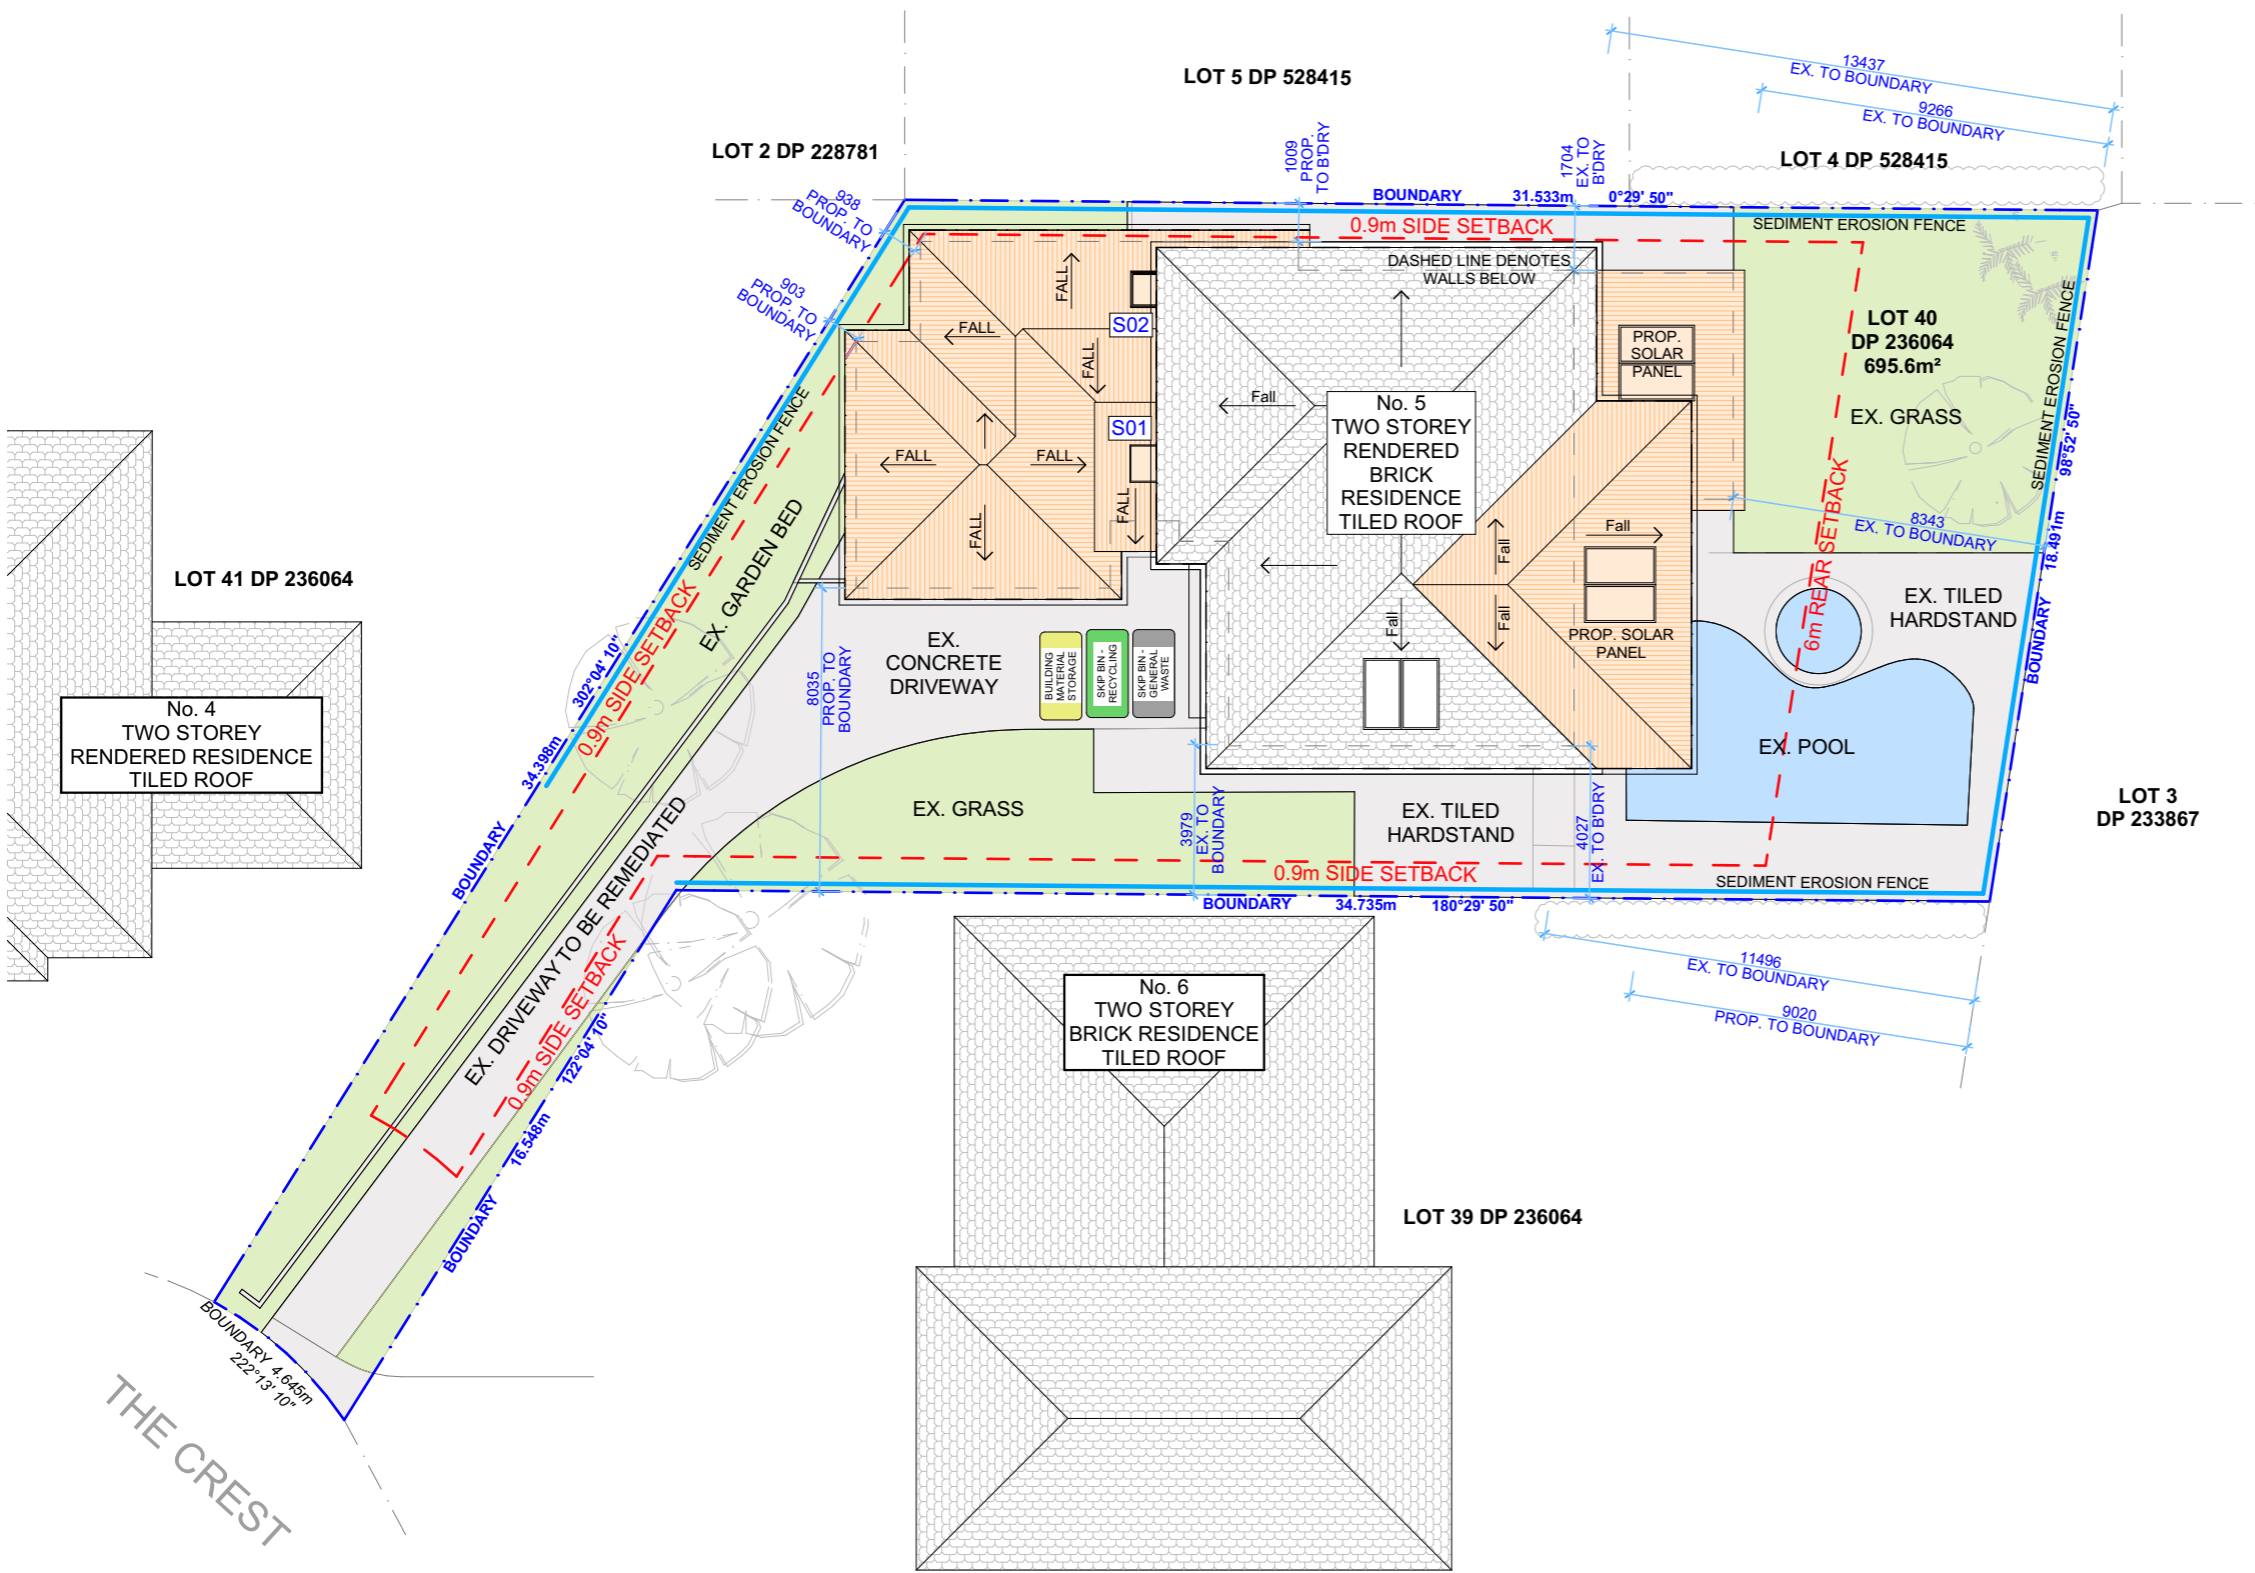 LOT 5 DP 528415
13437
EX. TO BOUNDARY
9266
EX. TO BOUNDARY
LOT 2 DP 228781
LOT 4 DP 528415
1009
PROP.
TO B'DRY
1704
EX. TO
B'DRY
938
PROP. TO
BOUNDARY
903
PROP. TO
BOUNDARY
BOUNDARY 31.533m 0°29' 50"
0.9m SIDE SETBACK
SEDIMENT EROSION FENCE
DASHED LINE DENOTES
WALLS BELOW
FALL
FALL
FALL
S02
S01
FALL
FALL
FALL
FALL
Fall
No. 5
TWO STOREY
RENDERED
BRICK
RESIDENCE
TILED ROOF
PROP.
SOLAR
PANEL
LOT 40
DP 236064
695.6m²
EX. GRASS
SEDIMENT EROSION FENCE
98°52' 50"
18.491m
BOUNDARY
6m REAR SETBACK
8343
EX. TO BOUNDARY
Fall
Fall
Fall
Fall
PROP. SOLAR
PANEL
EX. TILED
HARDSTAND
EX. POOL
LOT 3
DP 233867
LOT 41 DP 236064
No. 4
TWO STOREY
RENDERED RESIDENCE
TILED ROOF
SEDIMENT EROSION FENCE
EX. GARDEN BED
0.9m SIDE SETBACK
302°04' 10"
34.398m
BOUNDARY
EX.
CONCRETE
DRIVEWAY
8035
PROP. TO
BOUNDARY
BUILDING
MATERIAL
STORAGE
SKIP BIN -
RECYCLING
SKIP BIN -
GENERAL
WASTE
EX. GRASS
3979
EX. TO
BOUNDARY
EX. TILED
HARDSTAND
4027
EX. TO B'DRY
0.9m SIDE SETBACK
SEDIMENT EROSION FENCE
BOUNDARY 34.735m 180°29' 50"
EX. DRIVEWAY TO BE REMEDIATED
0.9m SIDE SETBACK
122°04' 10"
16.548m
BOUNDARY
11496
EX. TO BOUNDARY
9020
PROP. TO BOUNDARY
No. 6
TWO STOREY
BRICK RESIDENCE
TILED ROOF
LOT 39 DP 236064
BOUNDARY 4.645m
222°13' 10"
THE CREST